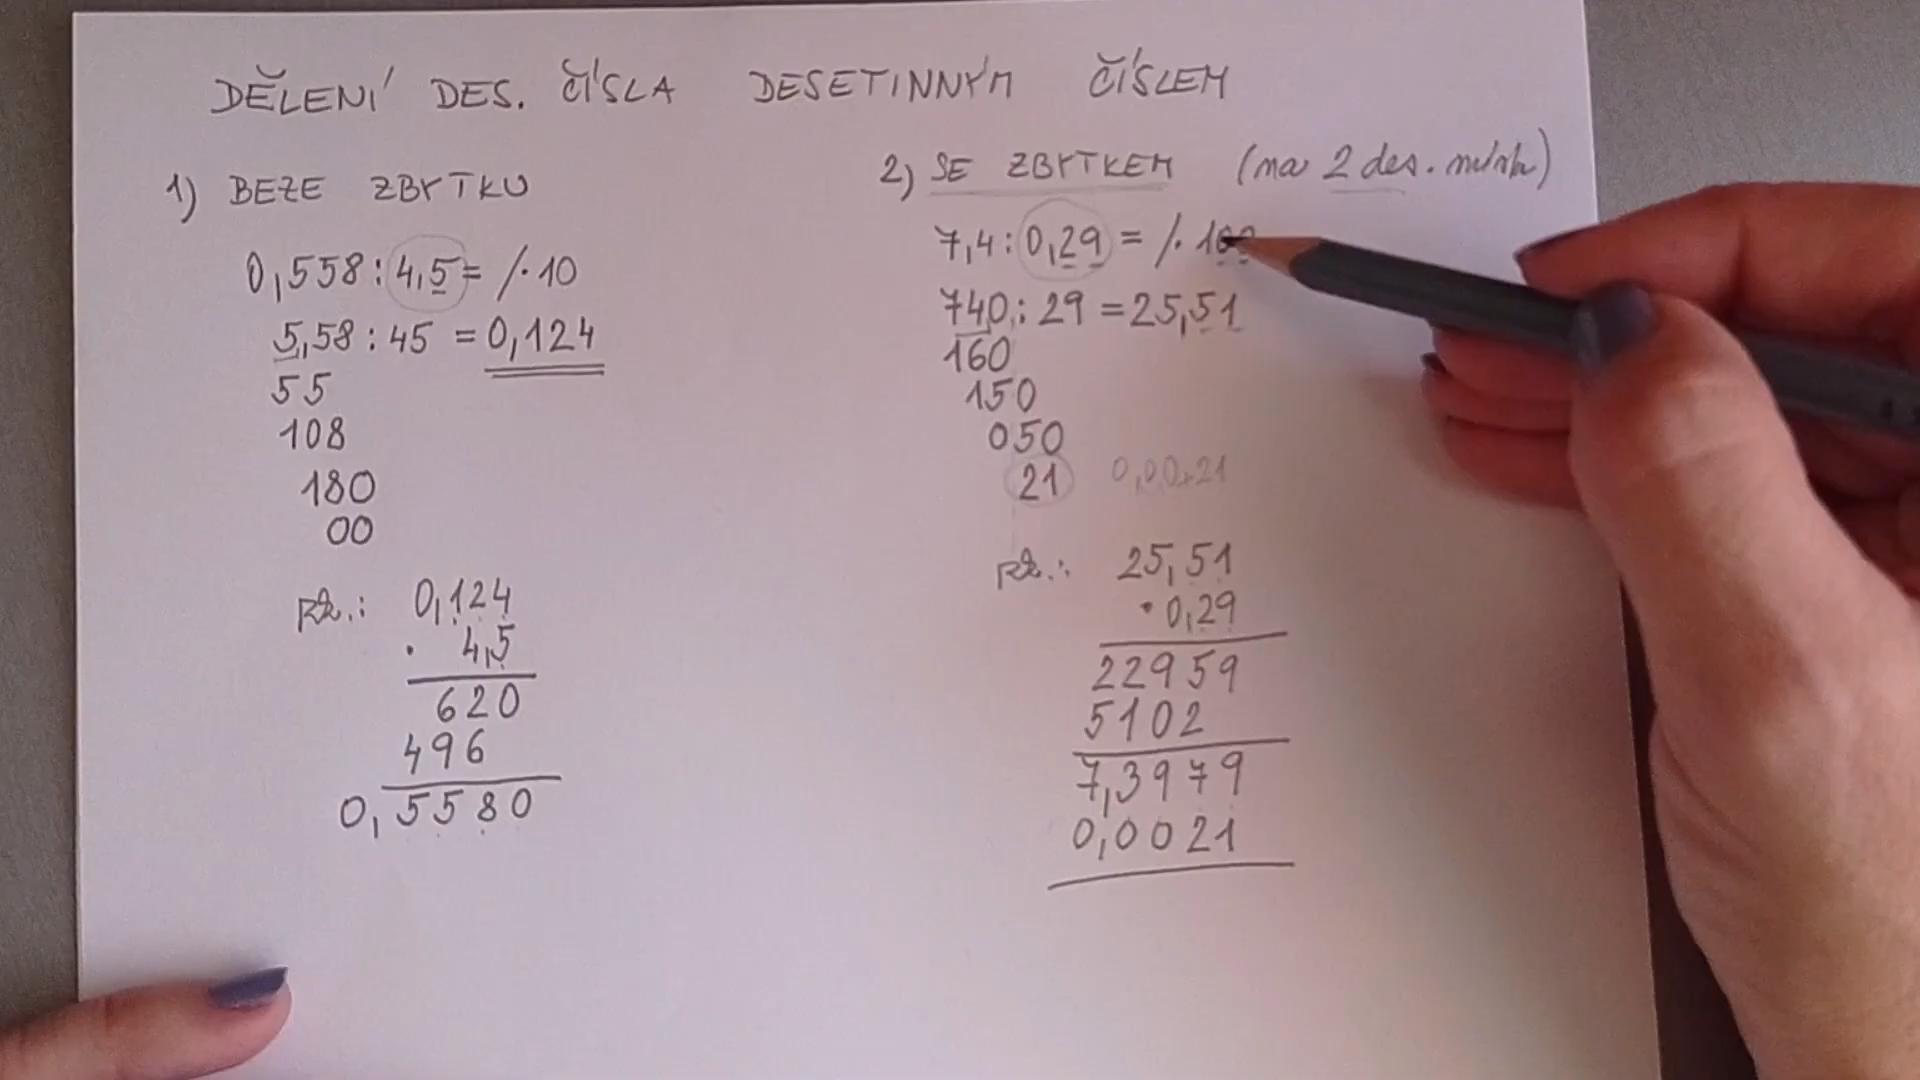 DĚLENÍ DES. ČÍSLA DESETINNÝM ČÍSLEM
1) BEZE ZBYTKU
0,558 : 4,5 = /· 10
5,58 : 45 = 0,124
55
108
180
00
zk.: 0,124
· 4,5
620
496
0,5580
2) SE ZBYTKEM (na 2 des. místa)
7,4 : 0,29 = /· 100
740, : 29 = 25,51
160
150
050
21 0,0021
zk.: 25,51
· 0,29
22959
5102
7,3979
0,0021